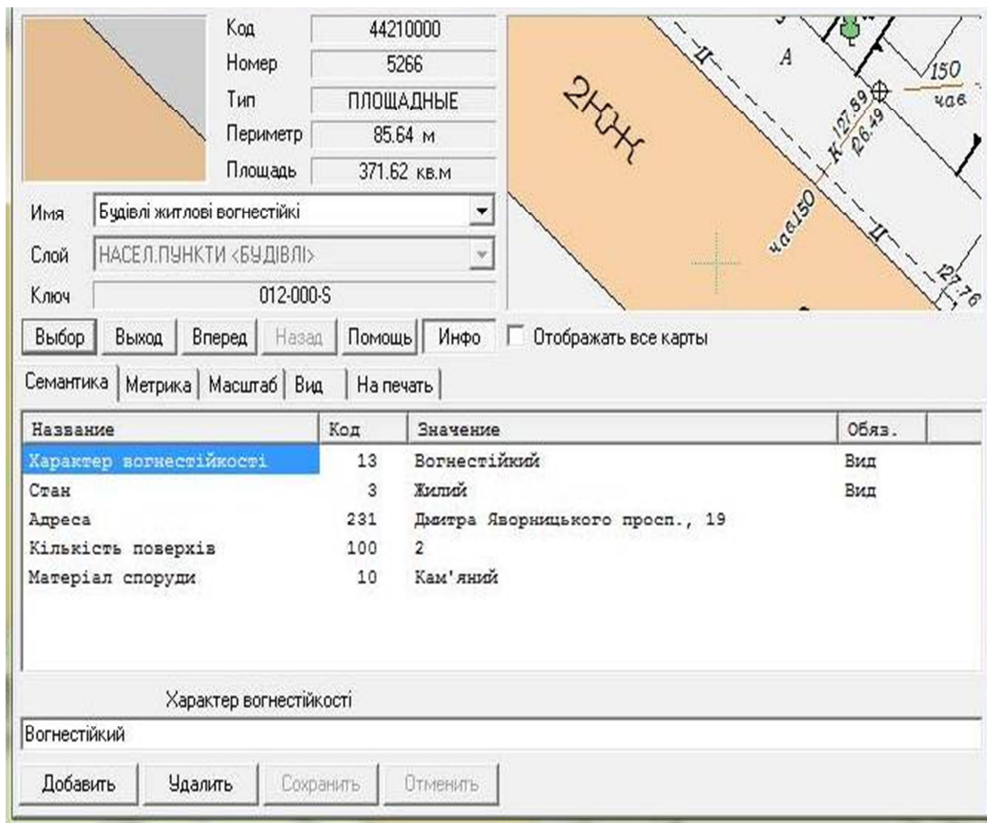 Код 44210000
Номер 5266
Тип ПЛОЩАДНЫЕ
Периметр 85.64 м
Площадь 371.62 кв.м
Имя Будівлі житлові вогнестійкі
Слой НАСЕЛ.ПУНКТИ <БУДІВЛІ>
Ключ 012-000-S
2КЖ
Ц
А
150
чав
127.89
К 126.49
чав.150
Ц
127.76
Выбор Выход Вперед Назад Помощь Инфо Отображать все карты
Семантика Метрика Масштаб Вид На печать
Название Код Значение Обяз.
Характер вогнестійкості 13 Вогнестійкий Вид
Стан 3 Жилий Вид
Адреса 231 Дмитра Яворницького просп., 19
Кількість поверхів 100 2
Матеріал споруди 10 Кам'яний
Характер вогнестійкості
Вогнестійкий
Добавить Удалить Сохранить Отменить